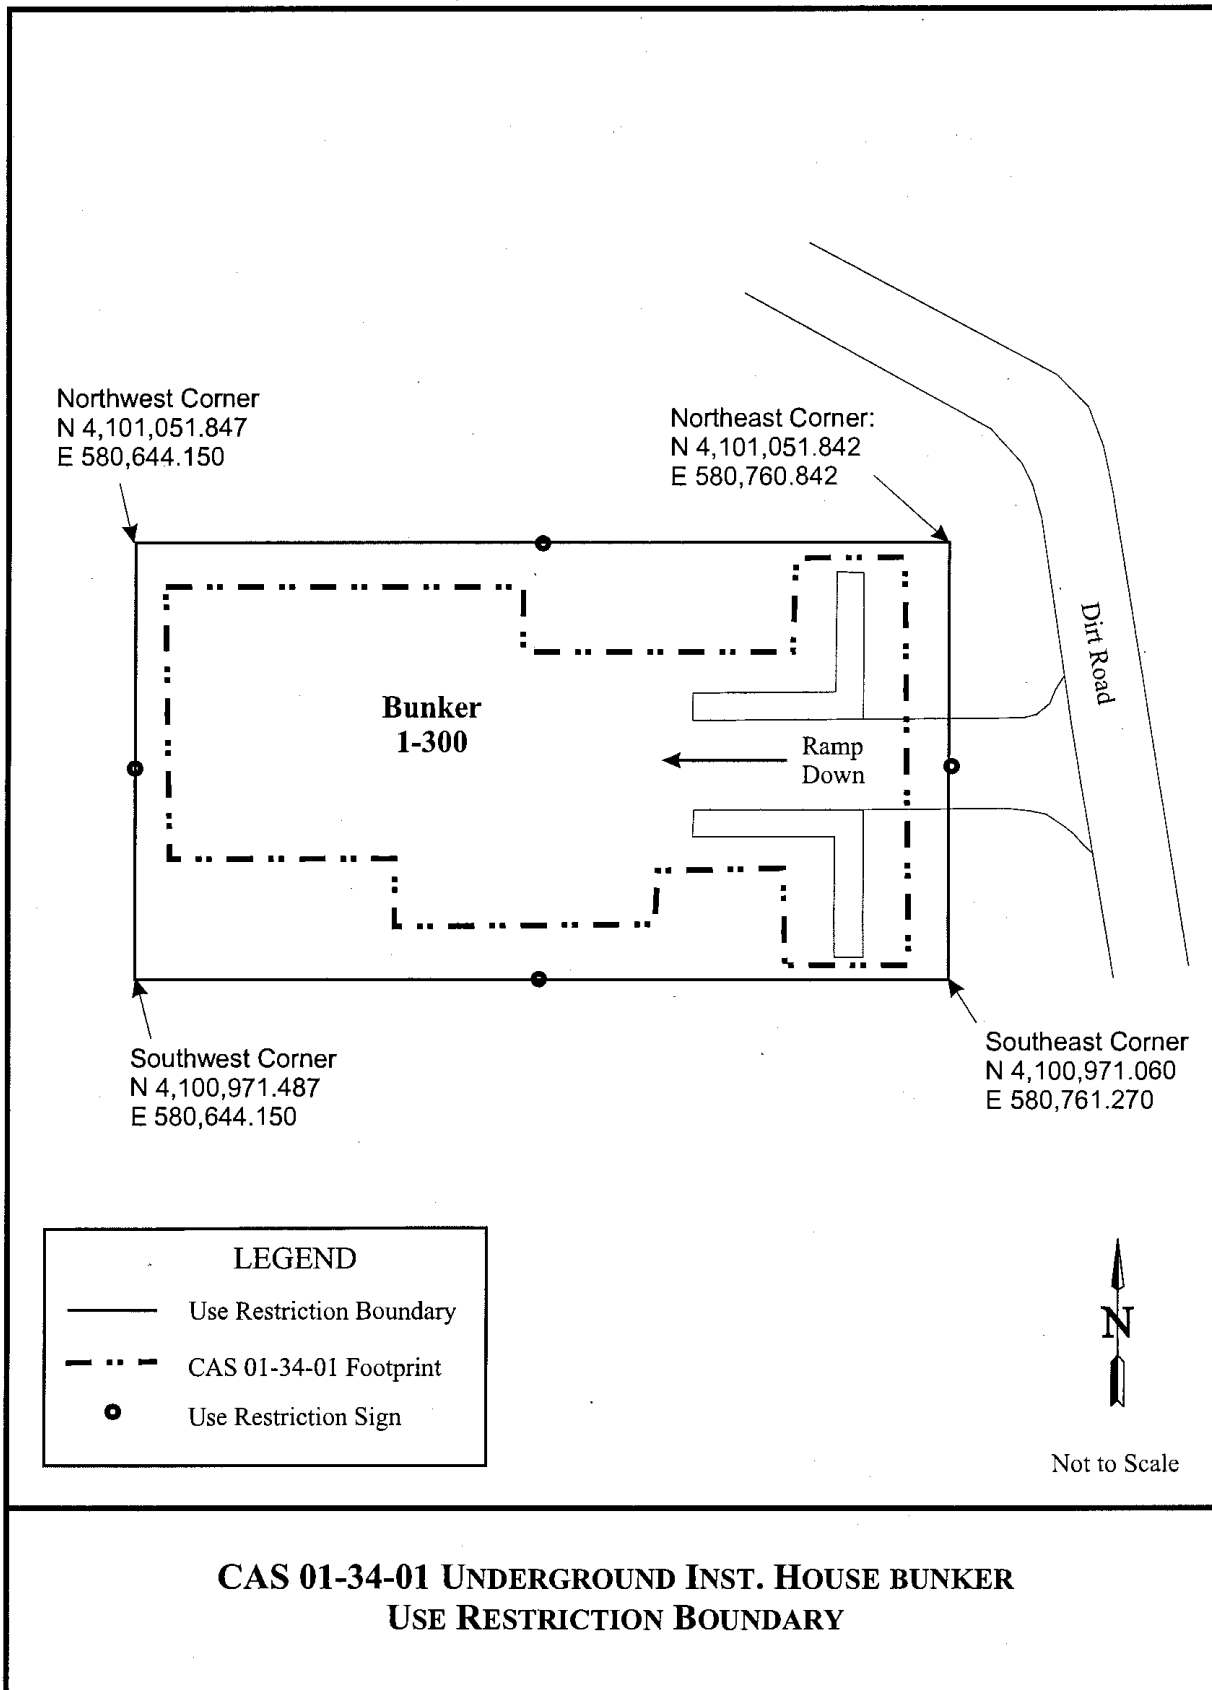 Northwest Corner
N 4,101,051.847
E 580,644.150
Northeast Corner:
N 4,101,051.842
E 580,760.842
Dirt Road
Bunker
1-300
Ramp
Down
Southwest Corner
N 4,100,971.487
E 580,644.150
Southeast Corner
N 4,100,971.060
E 580,761.270
LEGEND
Use Restriction Boundary
CAS 01-34-01 Footprint
Use Restriction Sign
N
Not to Scale
CAS 01-34-01 UNDERGROUND INST. HOUSE BUNKER
USE RESTRICTION BOUNDARY